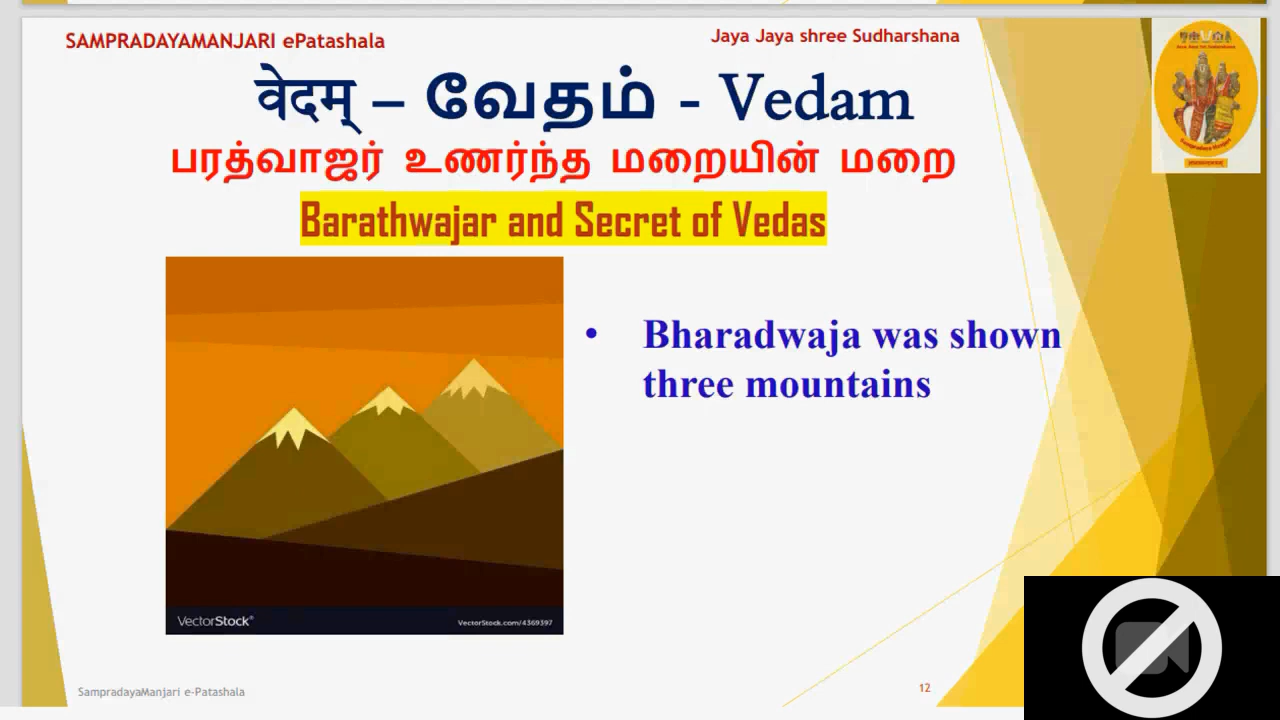 SAMPRADAYAMANJARI ePatashala
Jaya Jaya shree Sudharshana
वेदम् – வேதம் - Vedam
பரத்வாஜர் உணர்ந்த மறையின் மறை
Barathwajar and Secret of Vedas
• Bharadwaja was shown
three mountains
VectorStock®
VectorStock.com/4369397
SampradayaManjari e-Patashala
12